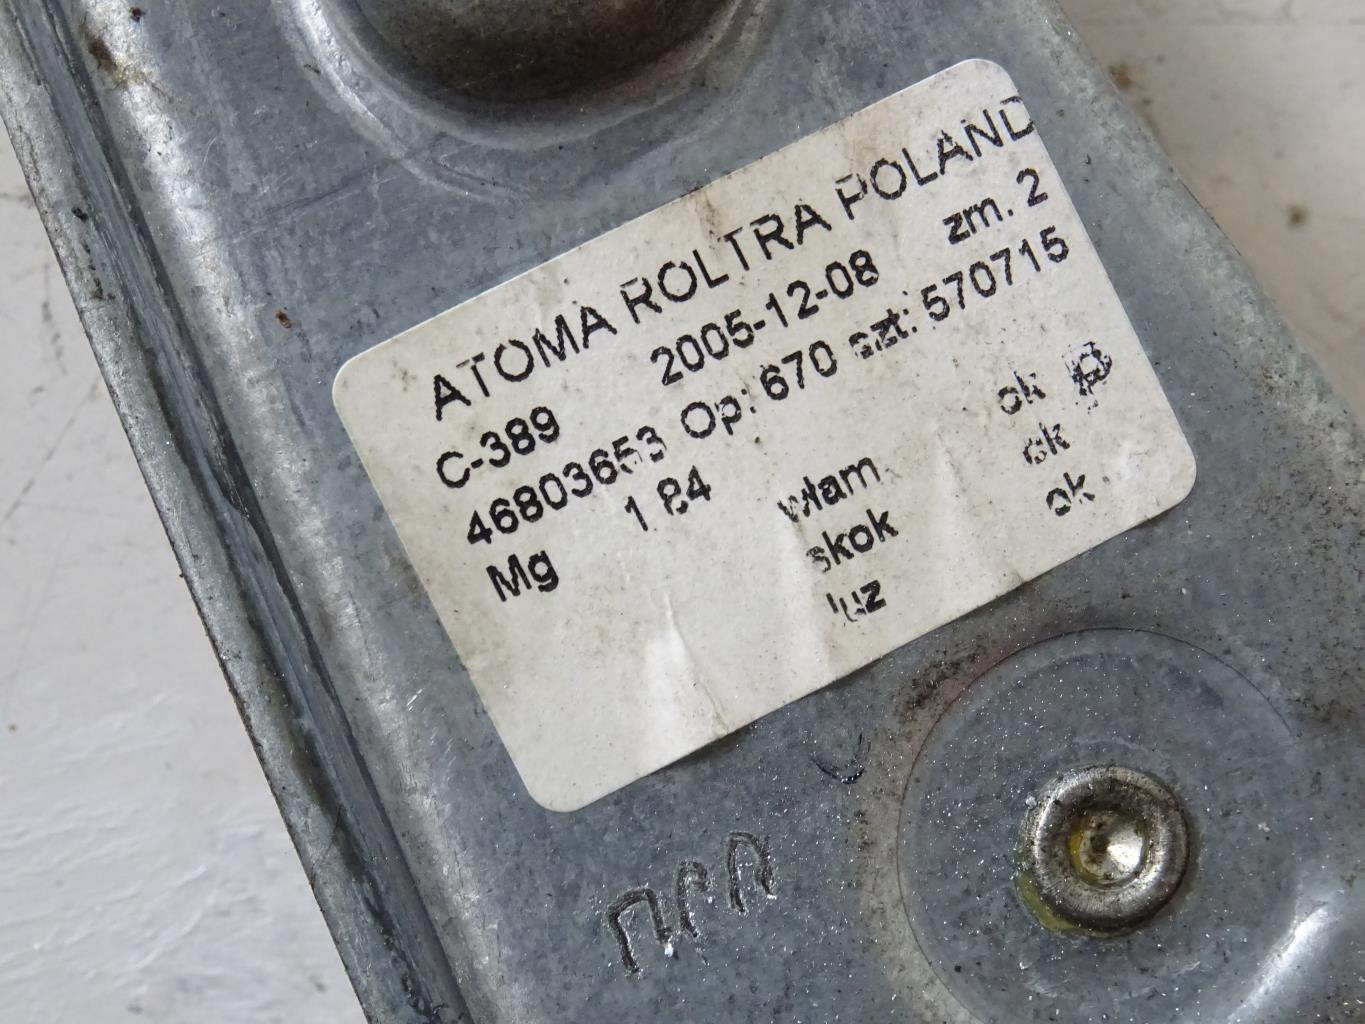 ATOMA ROLTRA POLAND
C-389 2005-12-08 zm. 2
46803653 Op: 670 szt: 570715
Mg 1.84 włam ok
skok ok
luz ok